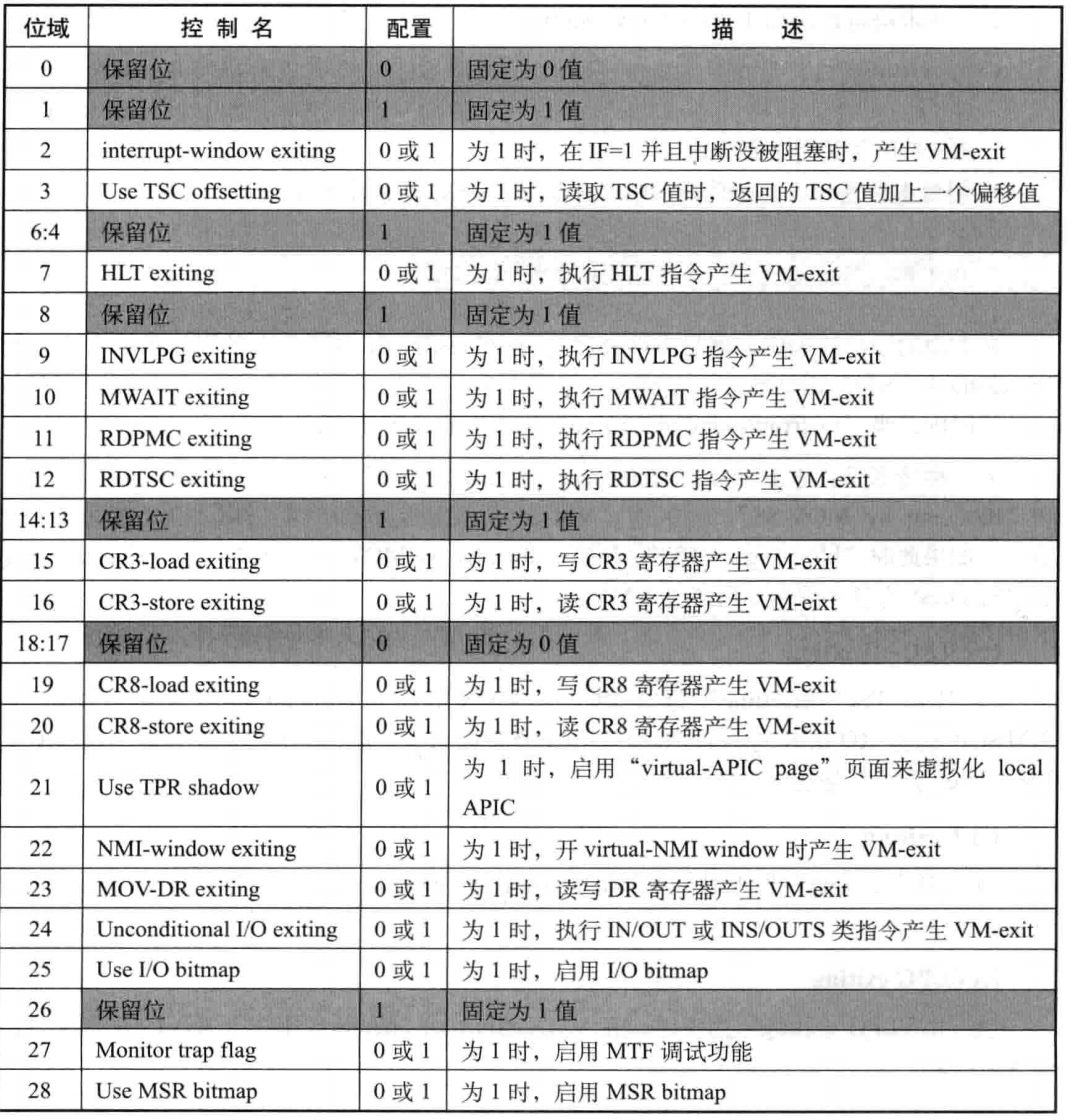 位域 控制名 配置 描述
0 保留位 0 固定为 0 值
1 保留位 1 固定为 1 值
2 interrupt-window exiting 0 或 1 为 1 时，在 IF=1 并且中断没被阻塞时，产生 VM-exit
3 Use TSC offsetting 0 或 1 为 1 时，读取 TSC 值时，返回的 TSC 值加上一个偏移值
6:4 保留位 1 固定为 1 值
7 HLT exiting 0 或 1 为 1 时，执行 HLT 指令产生 VM-exit
8 保留位 1 固定为 1 值
9 INVLPG exiting 0 或 1 为 1 时，执行 INVLPG 指令产生 VM-exit
10 MWAIT exiting 0 或 1 为 1 时，执行 MWAIT 指令产生 VM-exit
11 RDPMC exiting 0 或 1 为 1 时，执行 RDPMC 指令产生 VM-exit
12 RDTSC exiting 0 或 1 为 1 时，执行 RDTSC 指令产生 VM-exit
14:13 保留位 1 固定为 1 值
15 CR3-load exiting 0 或 1 为 1 时，写 CR3 寄存器产生 VM-exit
16 CR3-store exiting 0 或 1 为 1 时，读 CR3 寄存器产生 VM-eixt
18:17 保留位 0 固定为 0 值
19 CR8-load exiting 0 或 1 为 1 时，写 CR8 寄存器产生 VM-exit
20 CR8-store exiting 0 或 1 为 1 时，读 CR8 寄存器产生 VM-exit
21 Use TPR shadow 0 或 1 为 1 时，启用“virtual-APIC page”页面来虚拟化 local
APIC
22 NMI-window exiting 0 或 1 为 1 时，开 virtual-NMI window 时产生 VM-exit
23 MOV-DR exiting 0 或 1 为 1 时，读写 DR 寄存器产生 VM-exit
24 Unconditional I/O exiting 0 或 1 为 1 时，执行 IN/OUT 或 INS/OUTS 类指令产生 VM-exit
25 Use I/O bitmap 0 或 1 为 1 时，启用 I/O bitmap
26 保留位 1 固定为 1 值
27 Monitor trap flag 0 或 1 为 1 时，启用 MTF 调试功能
28 Use MSR bitmap 0 或 1 为 1 时，启用 MSR bitmap